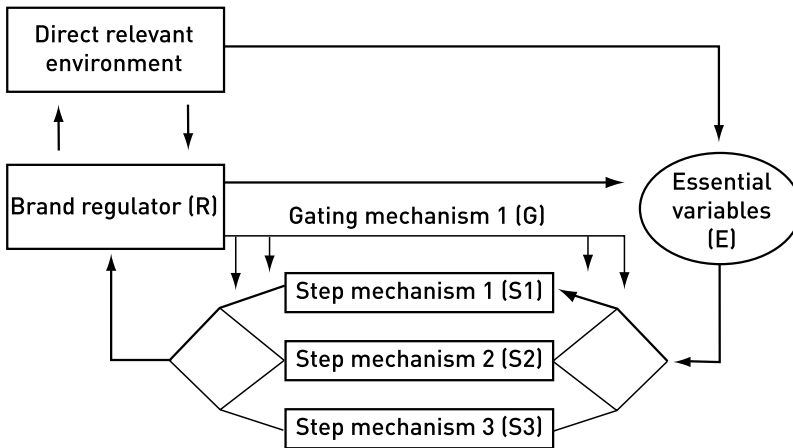 Direct relevant
environment
Brand regulator (R)
Essential
variables
(E)
Gating mechanism 1 (G)
Step mechanism 1 (S1)
Step mechanism 2 (S2)
Step mechanism 3 (S3)